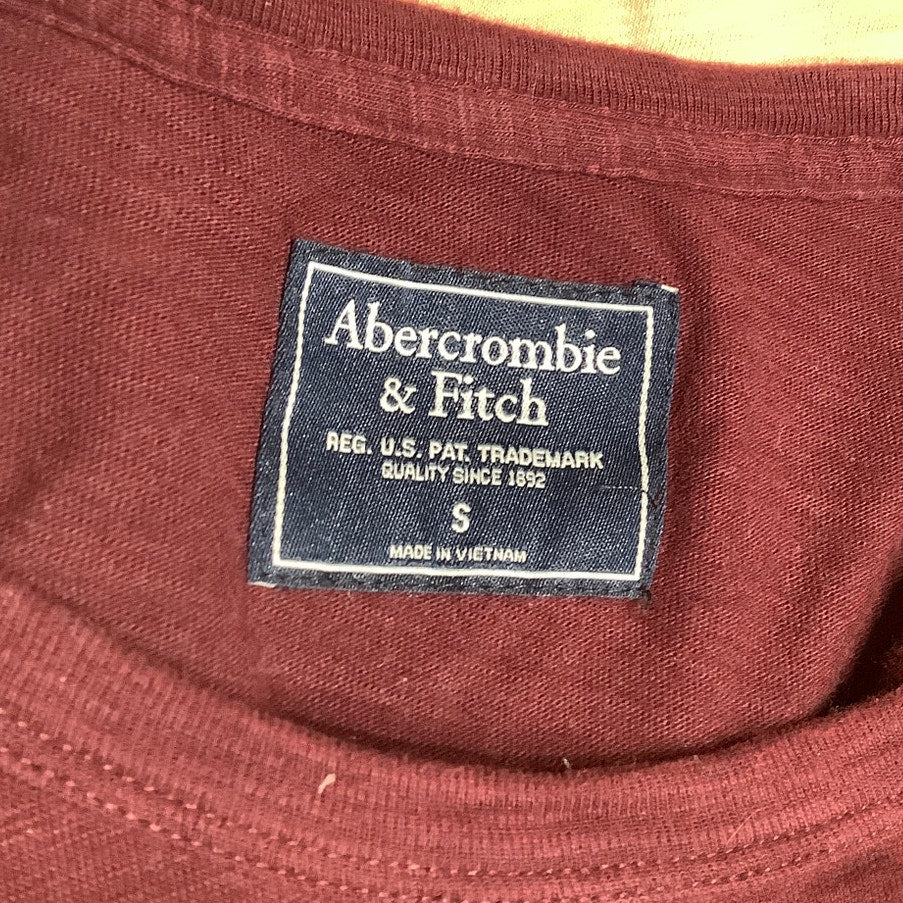 Abercrombie
& Fitch
REG. U.S. PAT. TRADEMARK
QUALITY SINCE 1892
S
MADE IN VIETNAM